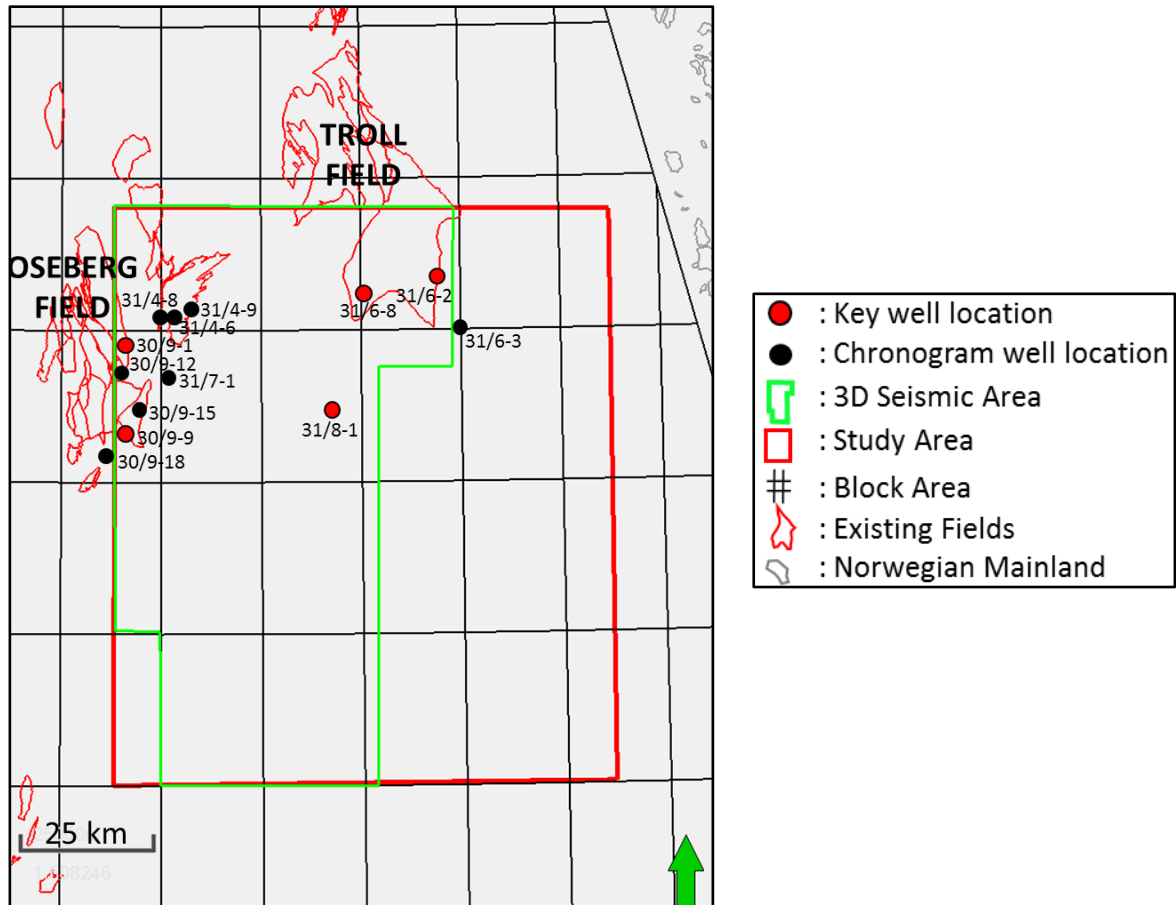 TROLL
FIELD
OSEBERG
FIELD
31/4-8
31/4-9
31/4-6
31/6-8
31/6-2
31/6-3
30/9-1
30/9-12
31/7-1
30/9-15
31/8-1
30/9-9
30/9-18
25 km
: Key well location
: Chronogram well location
: 3D Seismic Area
: Study Area
: Block Area
: Existing Fields
: Norwegian Mainland